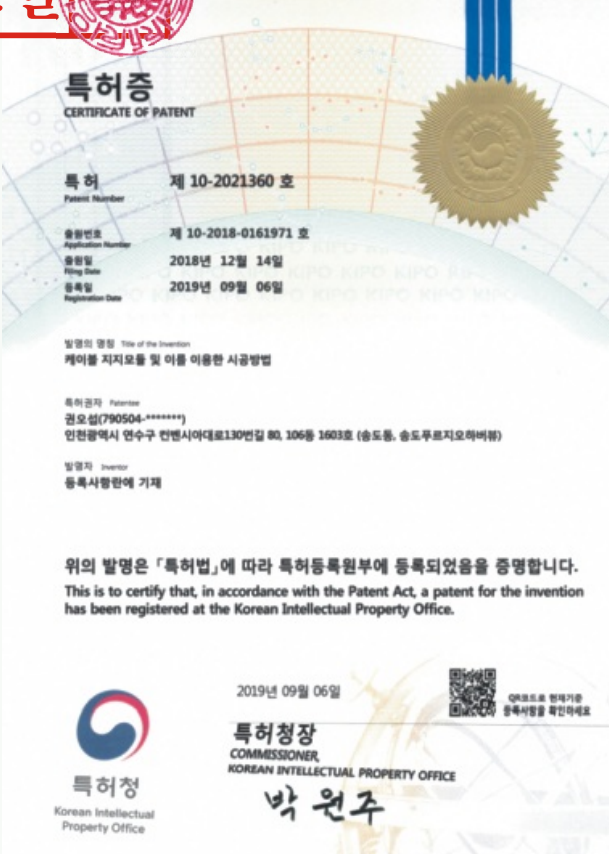 특허증
CERTIFICATE OF PATENT
특허 제 10-2021360 호
Patent Number
출원번호 제 10-2018-0161971 호
Application Number
출원일 2018년 12월 14일
Filing Date
등록일 2019년 09월 06일
Registration Date
발명의 명칭 Title of the Invention
케이블 지지모듈 및 이를 이용한 시공방법
특허권자 Patentee
권오섭(790504-*******)
인천광역시 연수구 컨벤시아대로130번길 80, 106동 1603호 (송도동, 송도푸르지오하버뷰)
발명자 Inventor
등록사항란에 기재
위의 발명은 「특허법」에 따라 특허등록원부에 등록되었음을 증명합니다.
This is to certify that, in accordance with the Patent Act, a patent for the invention
has been registered at the Korean Intellectual Property Office.
2019년 09월 06일
QR코드로 현재기준
등록사항을 확인하세요
특허청장
COMMISSIONER,
KOREAN INTELLECTUAL PROPERTY OFFICE
박원주
특허청
Korean Intellectual
Property Office